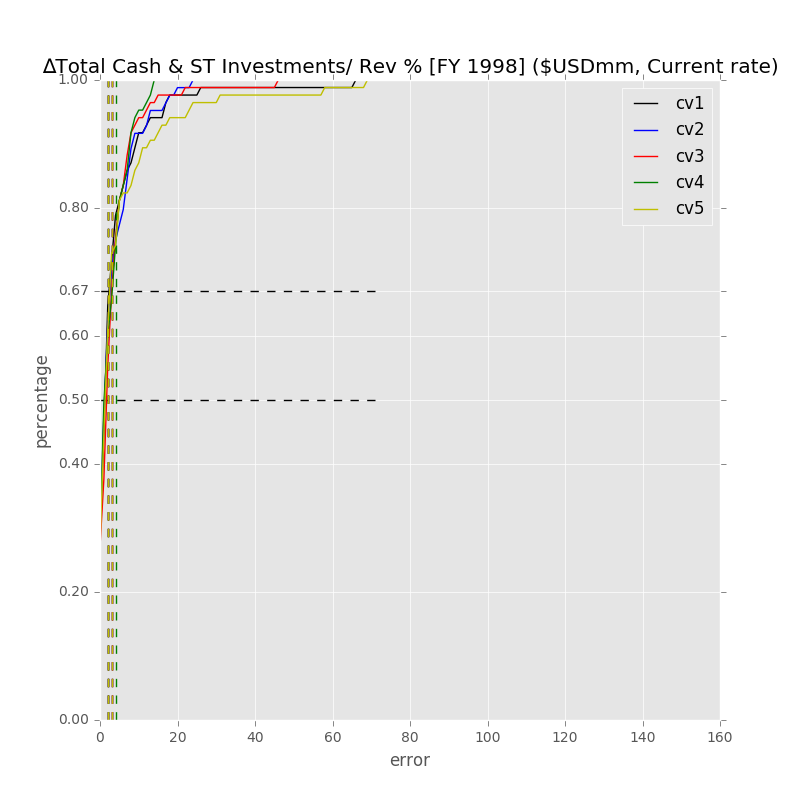 ΔTotal Cash & ST Investments/ Rev % [FY 1998] ($USDmm, Current rate)
1.00
0.80
0.67
0.60
0.50
0.40
0.20
0.00
percentage
cv1
cv2
cv3
cv4
cv5
0 20 40 60 80 100 120 140 160
error